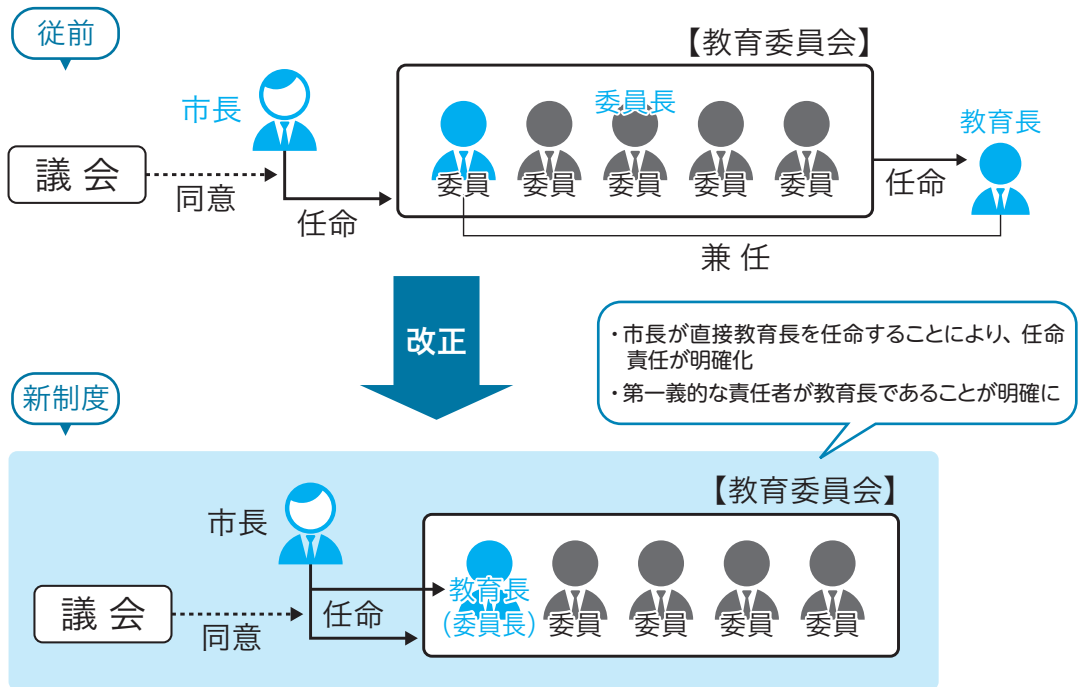 従前
【教育委員会】
市長
委員長
教育長
議会
同意
任命
委員
委員
委員
委員
委員
任命
兼任
改正
・市長が直接教育長を任命することにより、任命
責任が明確化
・第一義的な責任者が教育長であることが明確に
新制度
【教育委員会】
市長
議会
同意
任命
教育長
（委員長）
委員
委員
委員
委員